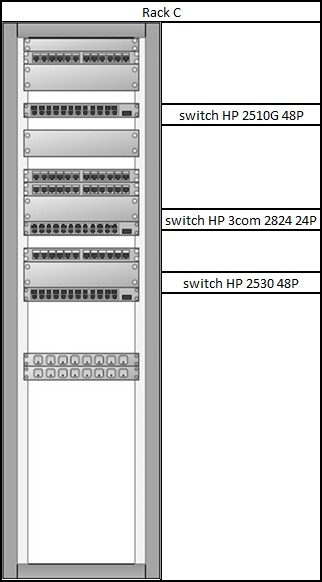 Rack C
switch HP 2510G 48P
switch HP 3com 2824 24P
switch HP 2530 48P